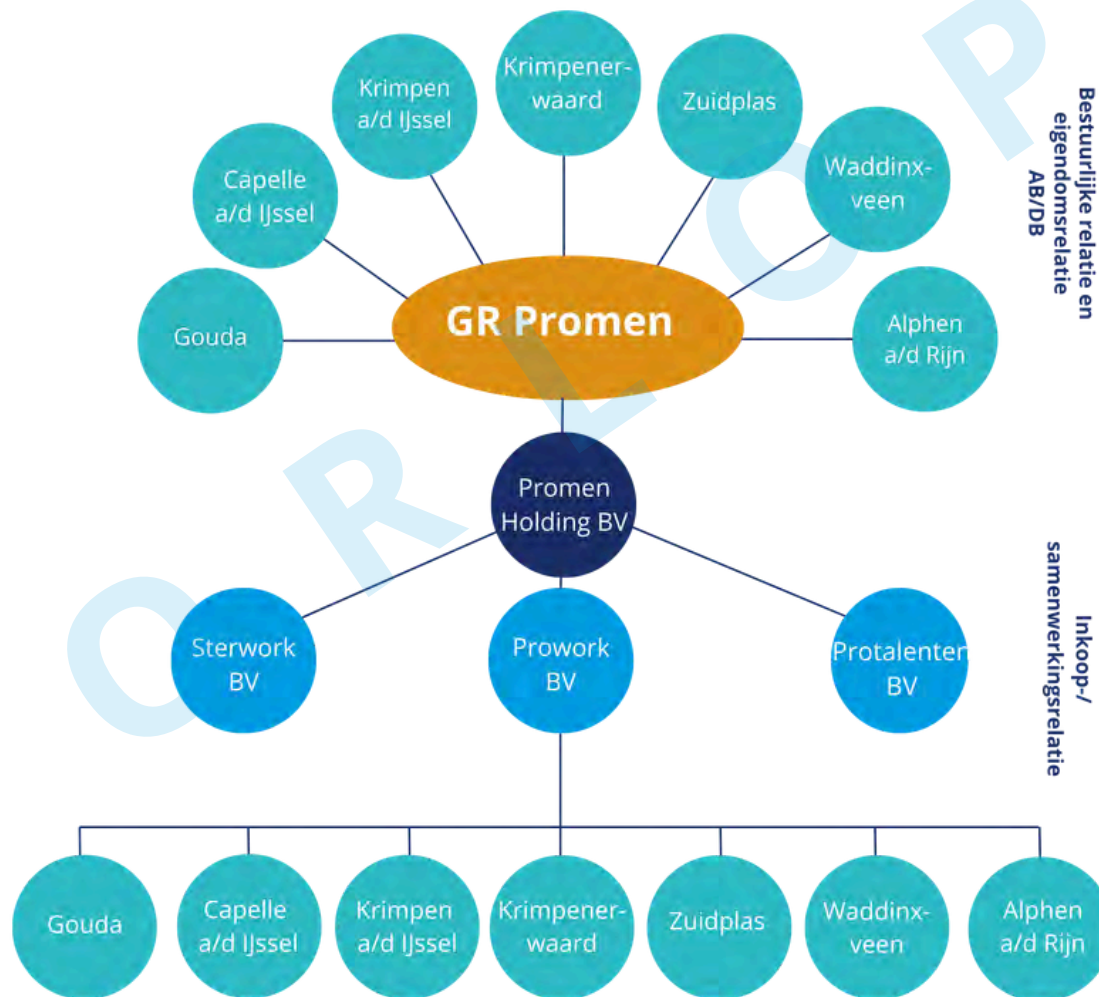 Krimpener-
waard
Krimpen
a/d IJssel
Zuidplas
Waddinx-
veen
Capelle
a/d IJssel
Gouda
GR Promen
Alphen
a/d Rijn
Bestuurlijke relatie en
eigendomsrelatie
AB/DB
Promen
Holding BV
Sterwork
BV
Prowork
BV
Protalenten
BV
Inkoop-/
samenwerkingsrelatie
Gouda
Capelle
a/d IJssel
Krimpen
a/d IJssel
Krimpener-
waard
Zuidplas
Waddinx-
veen
Alphen
a/d Rijn
O R L O P